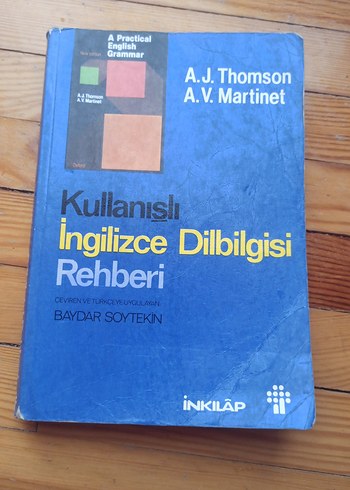 A Practical
English
Grammar
A.J. Thomson
A.V. Martinet
A.J. Thomson
A.V. Martinet
Kullanışlı
İngilizce Dilbilgisi
Rehberi
ÇEVİREN VE TÜRKÇEYE UYGULAYAN
BAYDAR SOYTEKİN
İNKILÂP